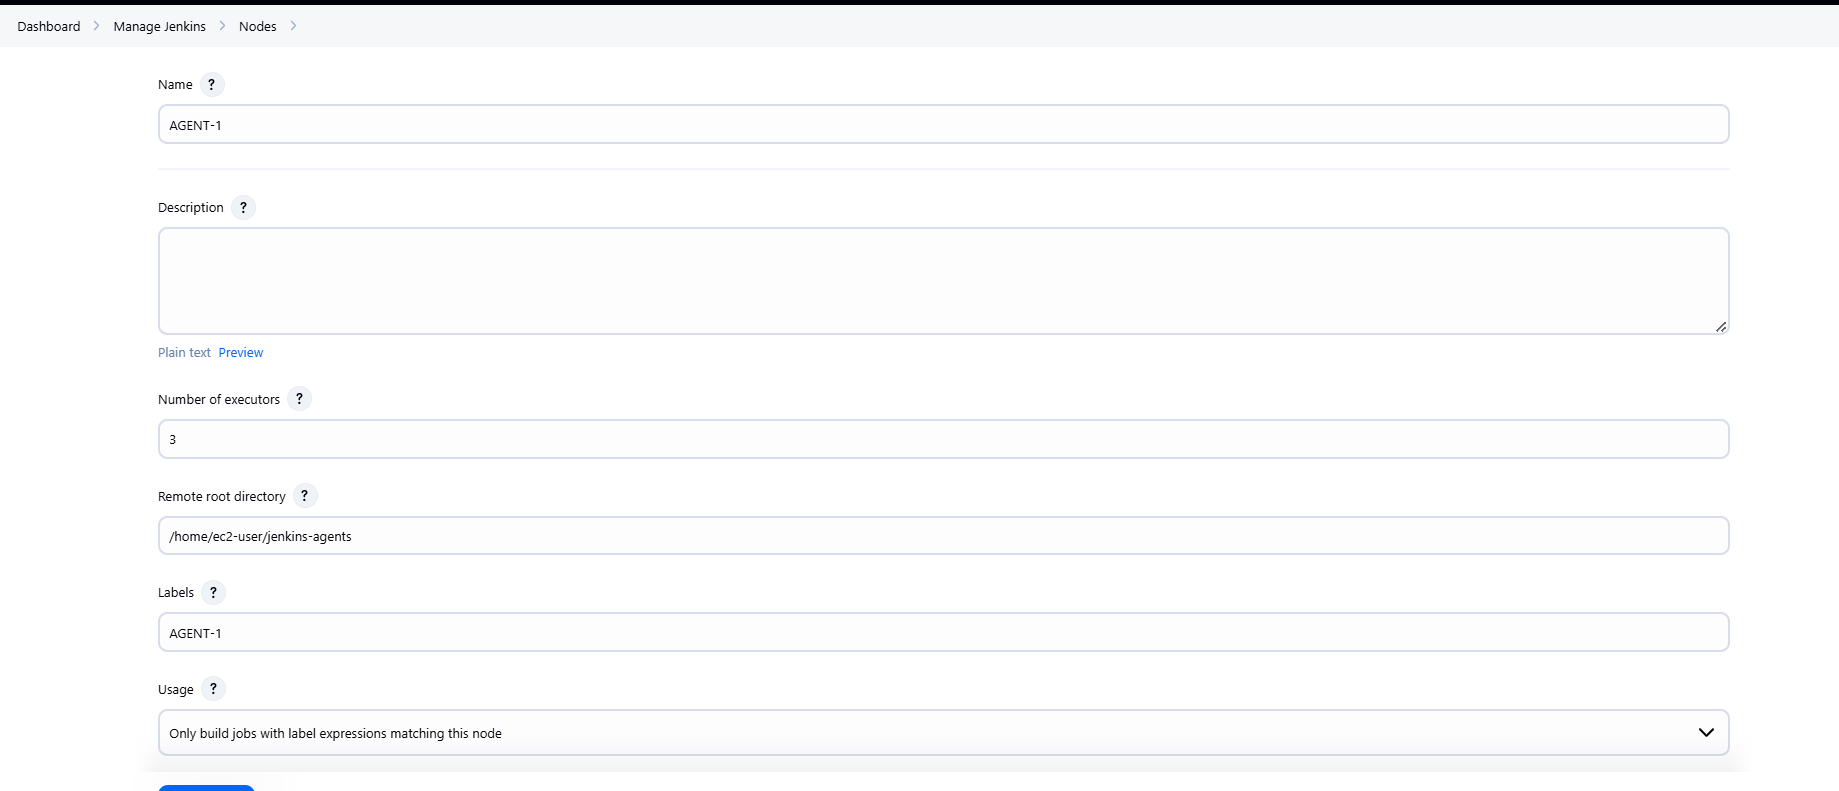 Dashboard > Manage Jenkins > Nodes >
Name ?
AGENT-1
Description ?
Plain text Preview
Number of executors ?
3
Remote root directory ?
/home/ec2-user/jenkins-agents
Labels ?
AGENT-1
Usage ?
Only build jobs with label expressions matching this node